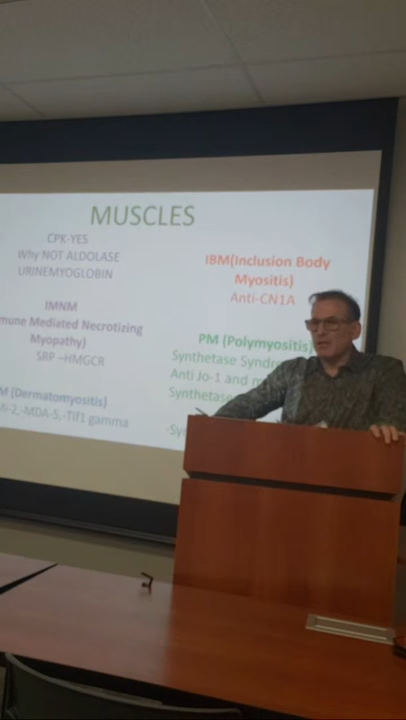 MUSCLES
CPK-YES
Why NOT ALDOLASE
URINEMYOGLOBIN
IMNM
mune Mediated Necrotizing
Myopathy)
SRP –HMGCR
M (Dermatomyositis)
-2,-MDA-5,-Tif1 gamma
IBM(Inclusion Body
Myositis)
Anti-CN1A
PM (Polymyositis)
Synthetase
Anti Jo-1 and
Synthetase